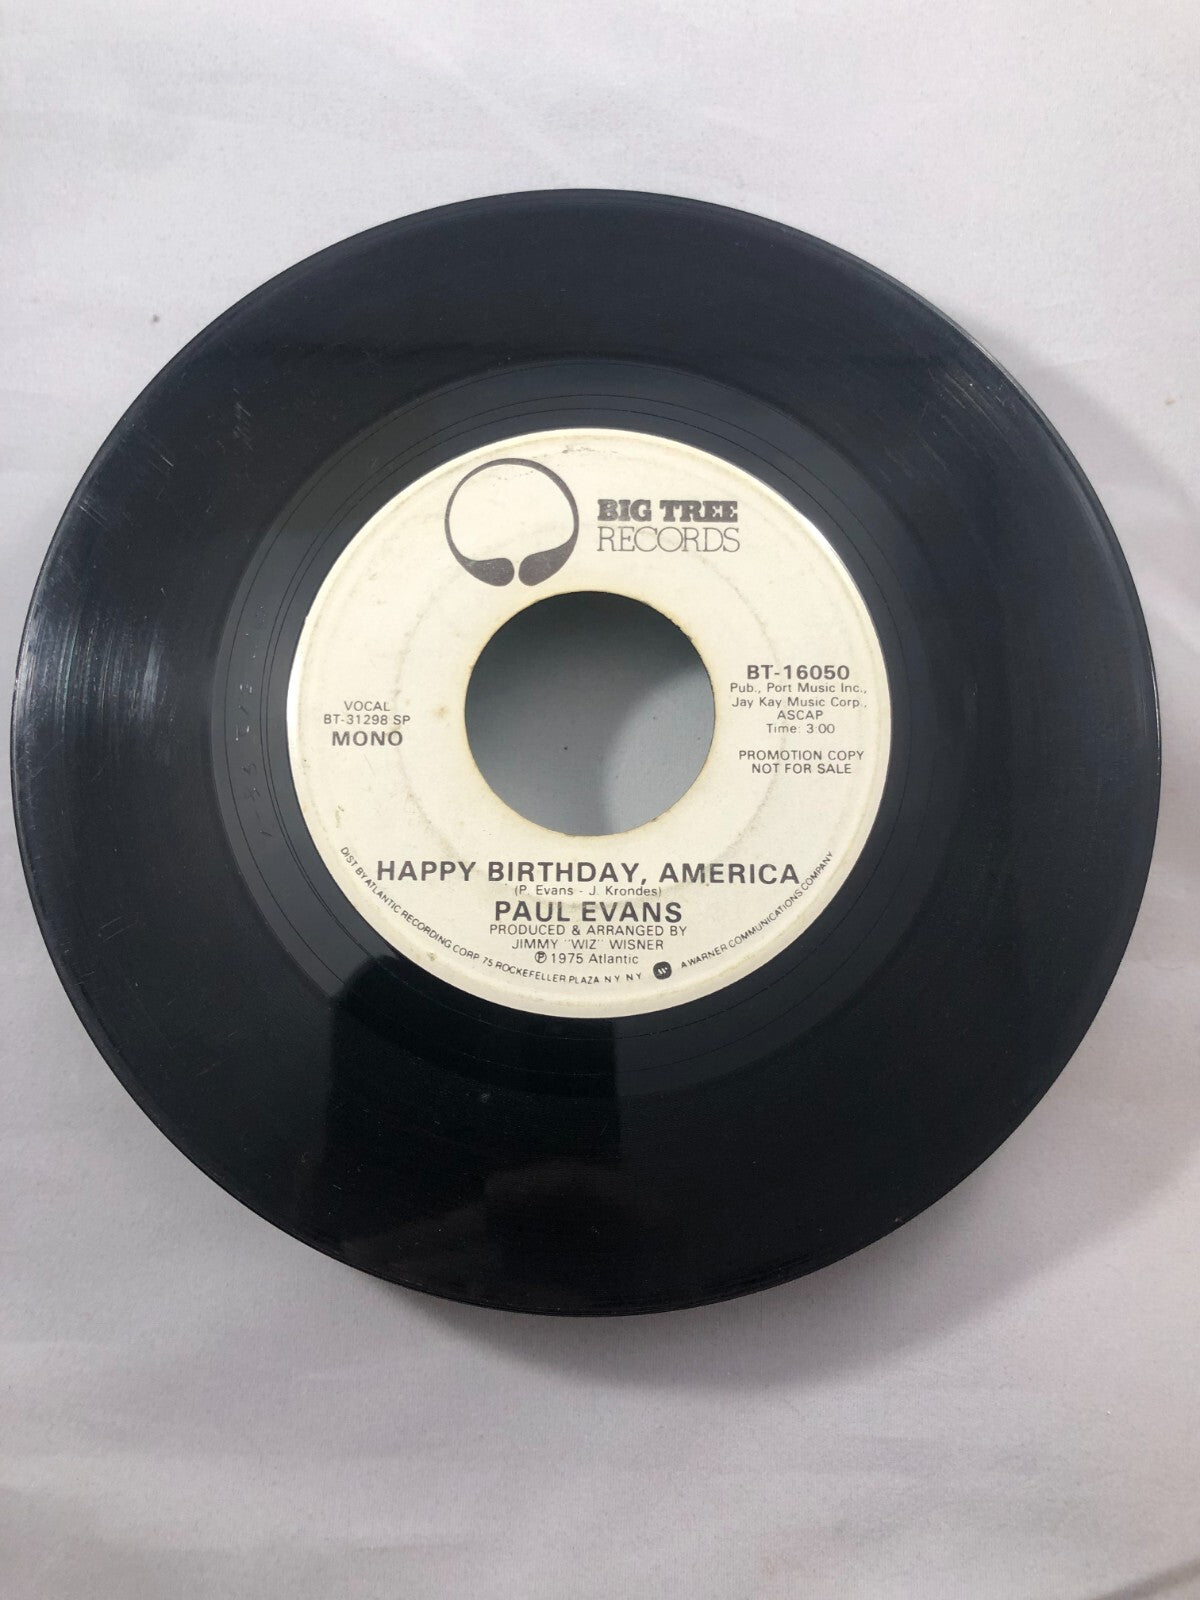 BIG TREE
RECORDS
VOCAL
BT-31298 SP
MONO
BT-16050
Pub., Port Music Inc.,
Jay Kay Music Corp.,
ASCAP
Time: 3:00
PROMOTION COPY
NOT FOR SALE
HAPPY BIRTHDAY, AMERICA
(P. Evans - J. Krondes)
PAUL EVANS
PRODUCED & ARRANGED BY
JIMMY "WIZ" WISNER
℗ 1975 Atlantic
DIST BY ATLANTIC RECORDING CORP 75 ROCKEFELLER PLAZA N Y N Y A WARNER COMMUNICATIONS COMPANY